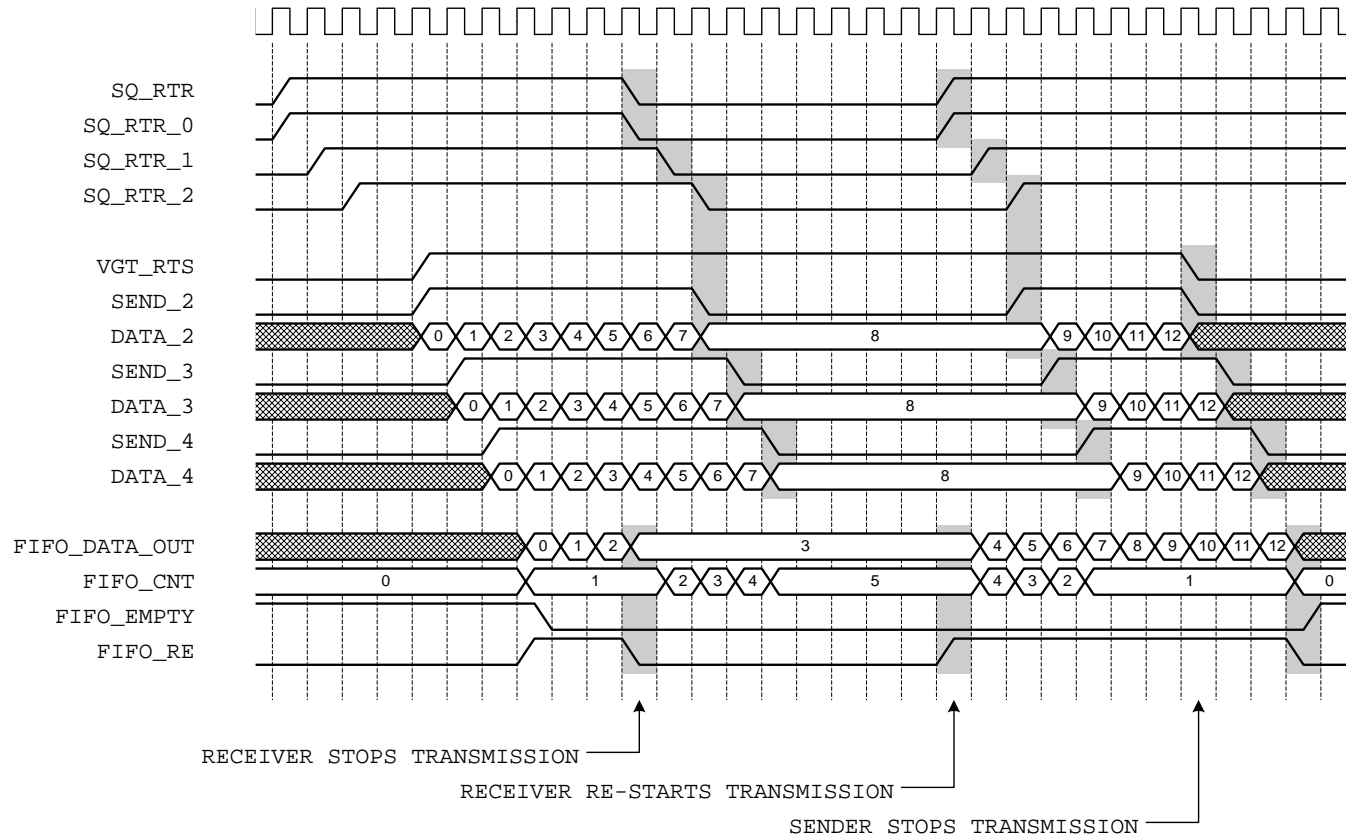 SQ_RTR
SQ_RTR_0
SQ_RTR_1
SQ_RTR_2
VGT_RTS
SEND_2
DATA_2 0 1 2 3 4 5 6 7 8 9 10 11 12
SEND_3
DATA_3 0 1 2 3 4 5 6 7 8 9 10 11 12
SEND_4
DATA_4 0 1 2 3 4 5 6 7 8 9 10 11 12
FIFO_DATA_OUT 0 1 2 3 4 5 6 7 8 9 10 11 12
FIFO_CNT 0 1 2 3 4 5 4 3 2 1 0
FIFO_EMPTY
FIFO_RE
RECEIVER STOPS TRANSMISSION
RECEIVER RE-STARTS TRANSMISSION
SENDER STOPS TRANSMISSION